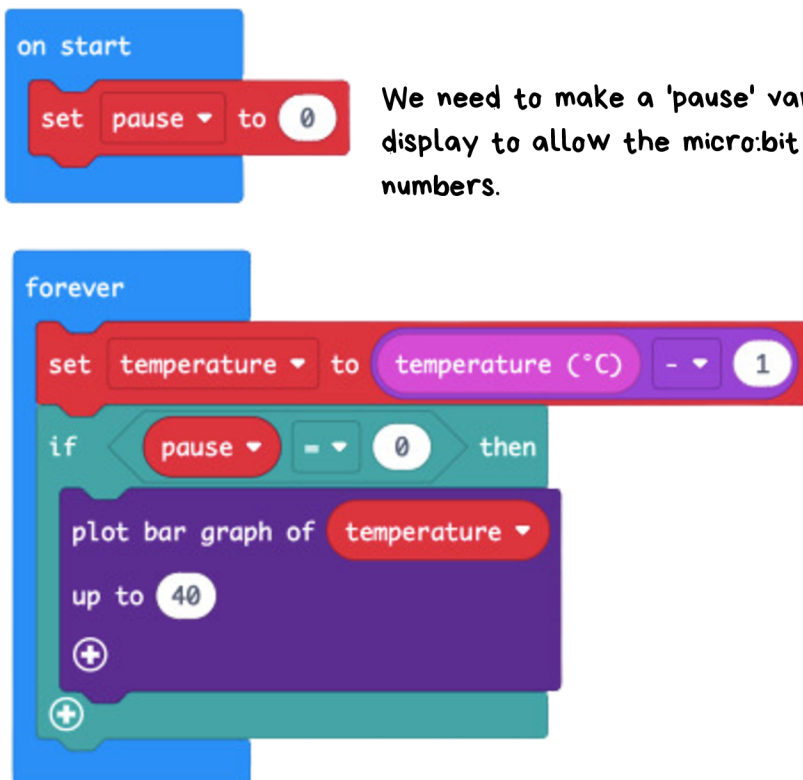 on start
set pause to 0
We need to make a 'pause'
display to allow the micro:bit
numbers.
forever
set temperature to temperature (°C) - 1
if pause = 0 then
plot bar graph of temperature
up to 40